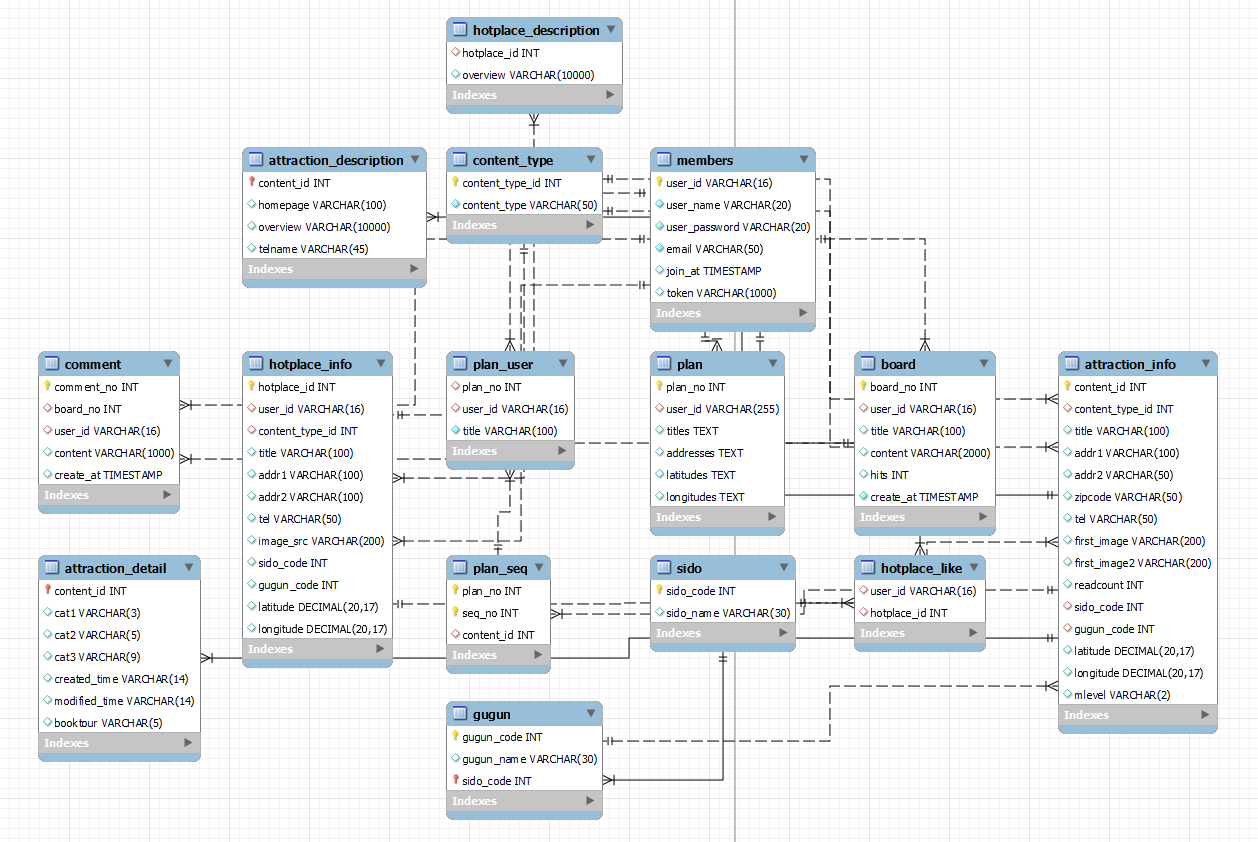 hotplace_description
hotplace_id INT
overview VARCHAR(10000)
Indexes
attraction_description
content_id INT
homepage VARCHAR(100)
overview VARCHAR(10000)
telname VARCHAR(45)
Indexes
content_type
content_type_id INT
content_type VARCHAR(50)
Indexes
members
user_id VARCHAR(16)
user_name VARCHAR(20)
user_password VARCHAR(20)
email VARCHAR(50)
join_at TIMESTAMP
token VARCHAR(1000)
Indexes
comment
comment_no INT
board_no INT
user_id VARCHAR(16)
content VARCHAR(1000)
create_at TIMESTAMP
Indexes
hotplace_info
hotplace_id INT
user_id VARCHAR(16)
content_type_id INT
title VARCHAR(100)
addr1 VARCHAR(100)
addr2 VARCHAR(100)
tel VARCHAR(50)
image_src VARCHAR(200)
sido_code INT
gugun_code INT
latitude DECIMAL(20,17)
longitude DECIMAL(20,17)
Indexes
plan_user
plan_no INT
user_id VARCHAR(16)
title VARCHAR(100)
Indexes
plan
plan_no INT
user_id VARCHAR(255)
titles TEXT
addresses TEXT
latitudes TEXT
longitudes TEXT
Indexes
board
board_no INT
user_id VARCHAR(16)
title VARCHAR(100)
content VARCHAR(2000)
hits INT
create_at TIMESTAMP
Indexes
attraction_info
content_id INT
content_type_id INT
title VARCHAR(100)
addr1 VARCHAR(100)
addr2 VARCHAR(50)
zipcode VARCHAR(50)
tel VARCHAR(50)
first_image VARCHAR(200)
first_image2 VARCHAR(200)
readcount INT
sido_code INT
gugun_code INT
latitude DECIMAL(20,17)
longitude DECIMAL(20,17)
mlevel VARCHAR(2)
Indexes
attraction_detail
content_id INT
cat1 VARCHAR(3)
cat2 VARCHAR(5)
cat3 VARCHAR(9)
created_time VARCHAR(14)
modified_time VARCHAR(14)
booktour VARCHAR(5)
Indexes
plan_seq
plan_no INT
seq_no INT
content_id INT
Indexes
sido
sido_code INT
sido_name VARCHAR(30)
Indexes
hotplace_like
user_id VARCHAR(16)
hotplace_id INT
Indexes
gugun
gugun_code INT
gugun_name VARCHAR(30)
sido_code INT
Indexes